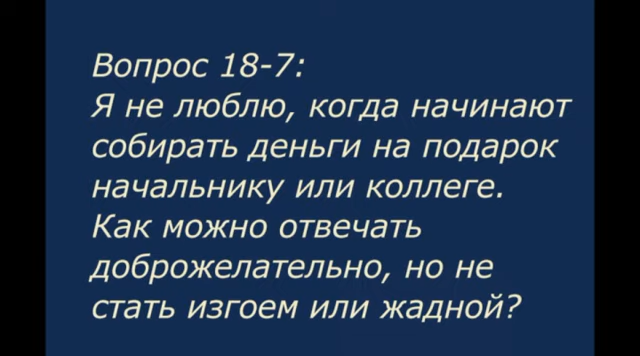 Вопрос 18-7:
Я не люблю, когда начинают
собирать деньги на подарок
начальнику или коллеге.
Как можно отвечать
доброжелательно, но не
стать изгоем или жадной?